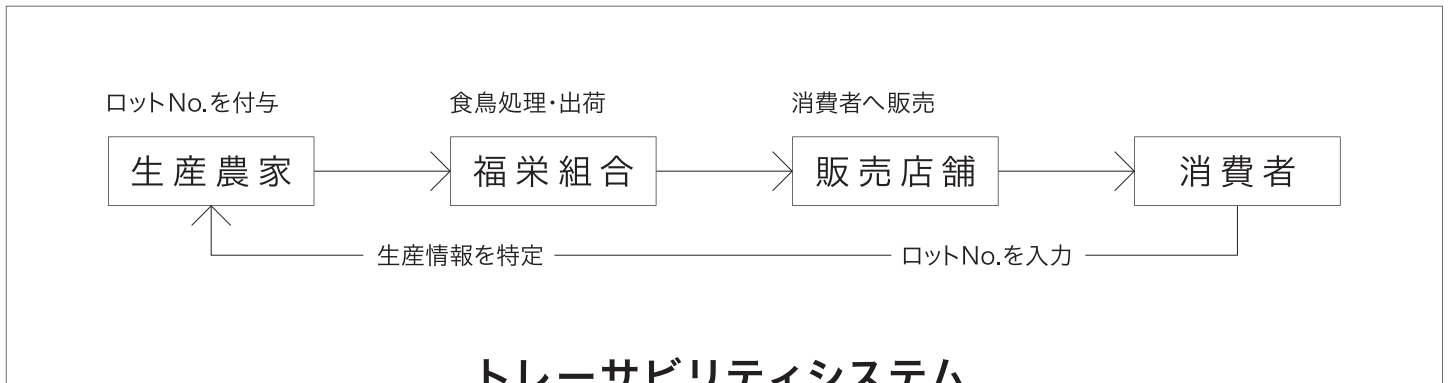 ロットNo.を付与
食鳥処理・出荷
消費者へ販売
生産農家
福栄組合
販売店舗
消費者
生産情報を特定
ロットNo.を入力
トレーサビリティシステム